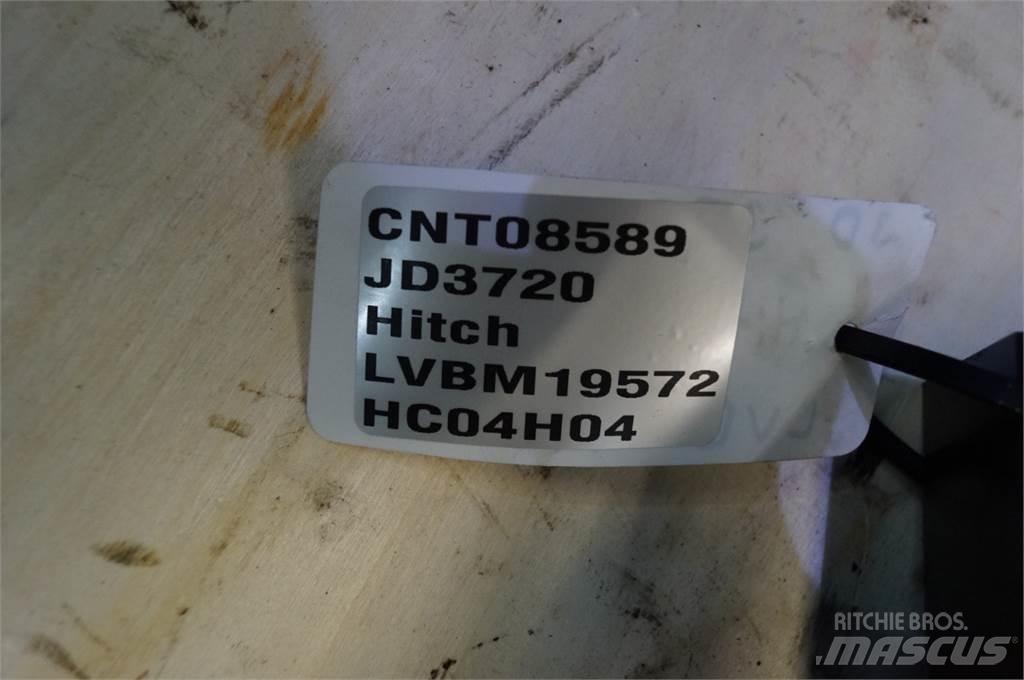 CNT08589
JD3720
Hitch
LVBM19572
HC04H04
RITCHIE BROS.
MASCUS